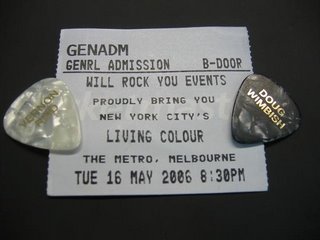 GENADM
GENRL ADMISSION B-DOOR
WILL ROCK YOU EVENTS
PROUDLY BRING YOU
NEW YORK CITY'S
LIVING COLOUR
THE METRO, MELBOURNE
TUE 16 MAY 2006 8:30PM
DOUG
WIMBISH